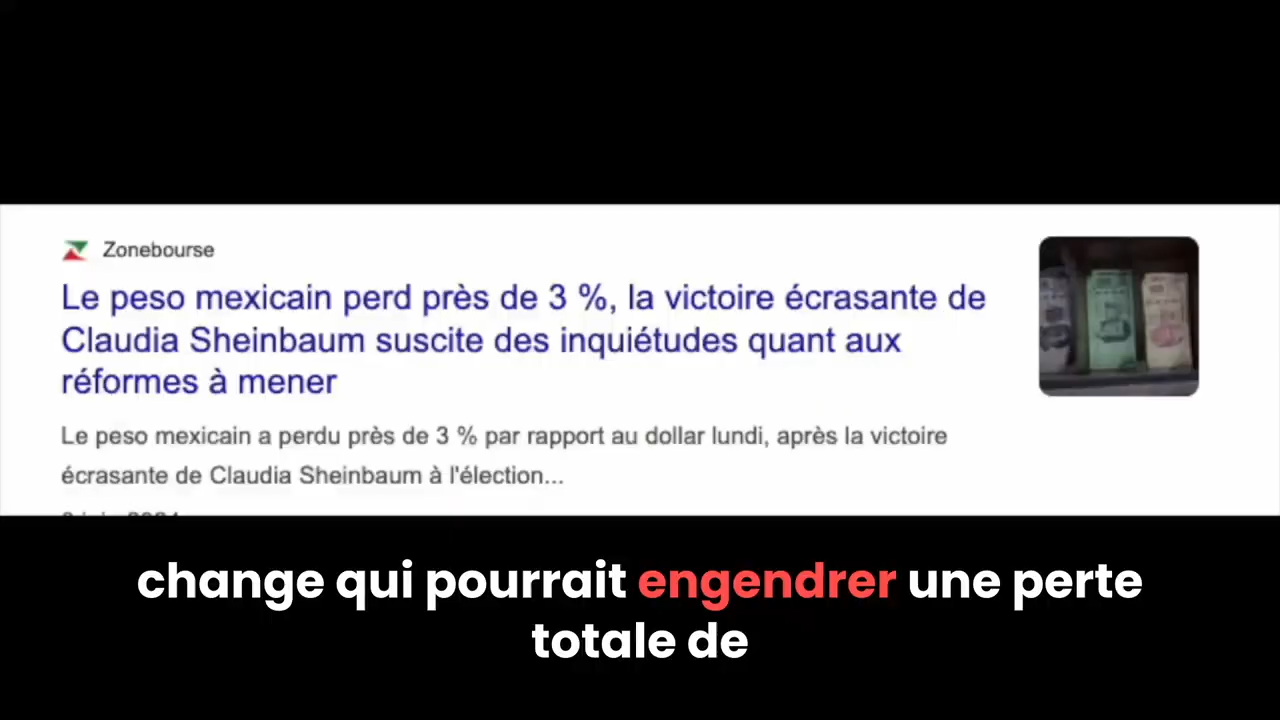 Zonebourse
Le peso mexicain perd près de 3 %, la victoire écrasante de
Claudia Sheinbaum suscite des inquiétudes quant aux
réformes à mener
Le peso mexicain a perdu près de 3 % par rapport au dollar lundi, après la victoire
écrasante de Claudia Sheinbaum à l'élection...
change qui pourrait engendrer une perte
totale de